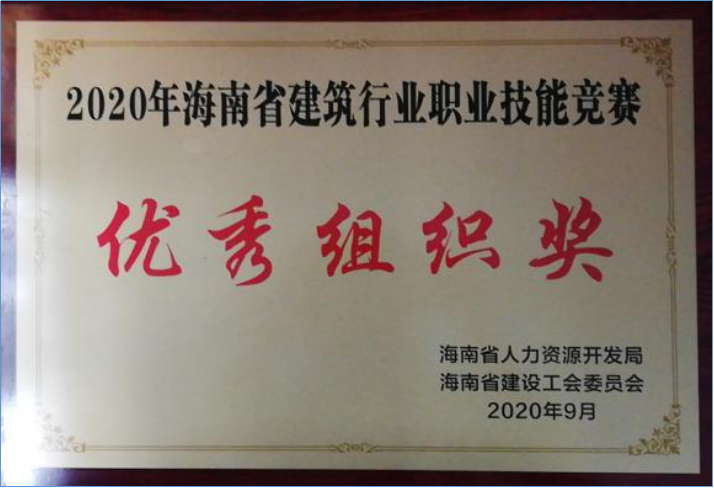 2020年海南省建筑行业职业技能竞赛
优秀组织奖
海南省人力资源开发局
海南省建设工会委员会
2020年9月